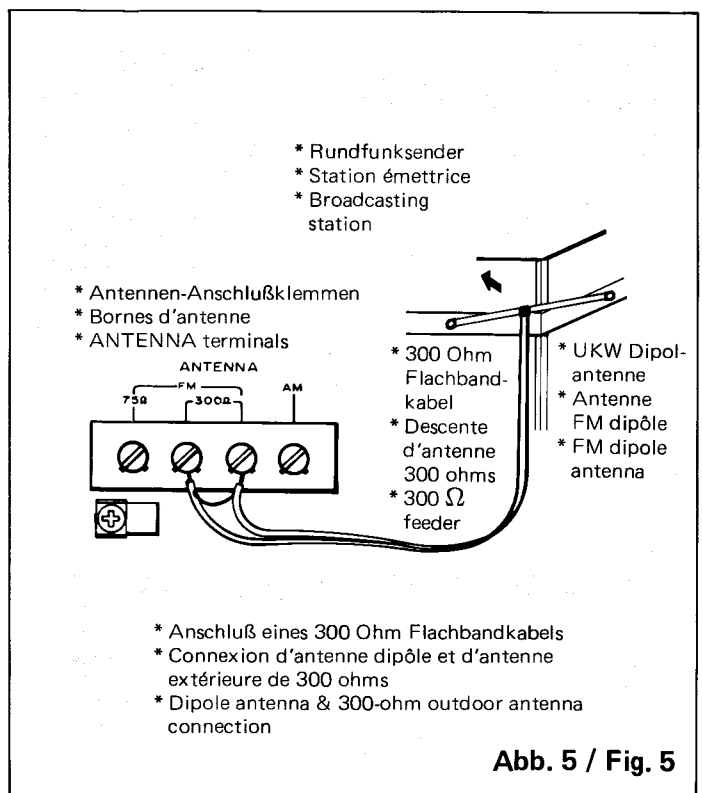 * Rundfunksender
* Station émettrice
* Broadcasting
station
* Antennen-Anschlußklemmen
* Bornes d'antenne
* ANTENNA terminals
ANTENNA
FM
75Ω
300Ω
AM
* 300 Ohm
Flachband-
kabel
* Descente
d'antenne
300 ohms
* 300 Ω
feeder
* UKW Dipol-
antenne
* Antenne
FM dipôle
* FM dipole
antenna
* Anschluß eines 300 Ohm Flachbandkabels
* Connexion d'antenne dipôle et d'antenne
extérieure de 300 ohms
* Dipole antenna & 300-ohm outdoor antenna
connection
Abb. 5 / Fig. 5